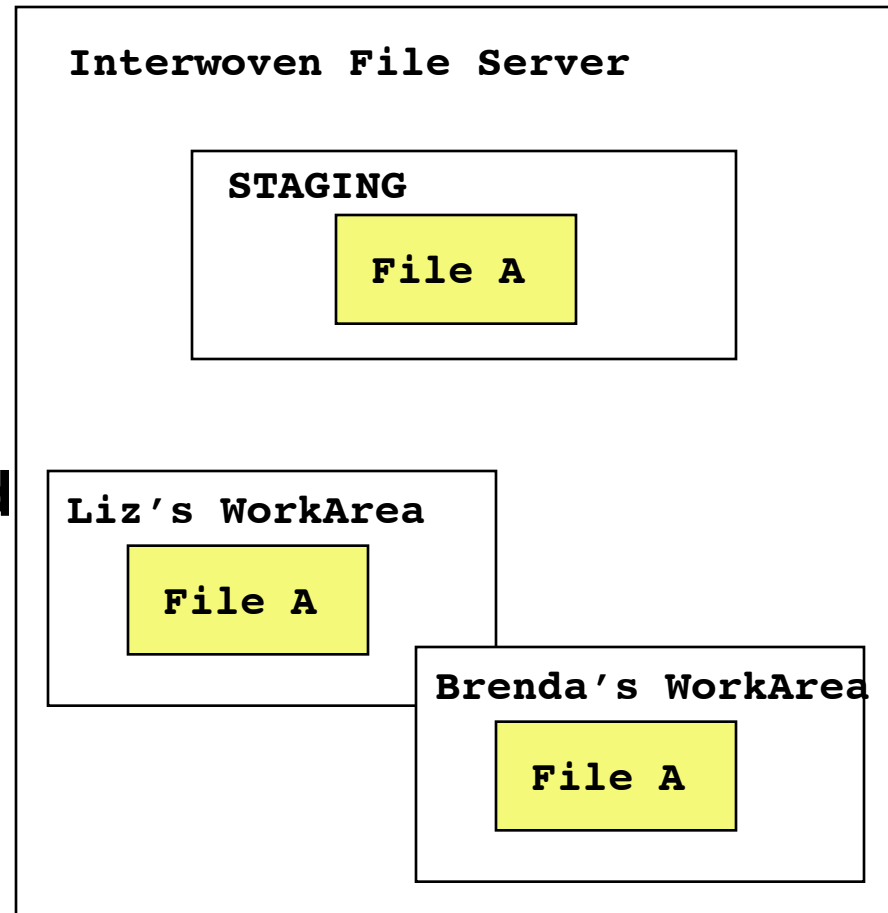 Interwoven File Server
STAGING
File A
Liz’s WorkArea
File A
Brenda’s WorkArea
File A